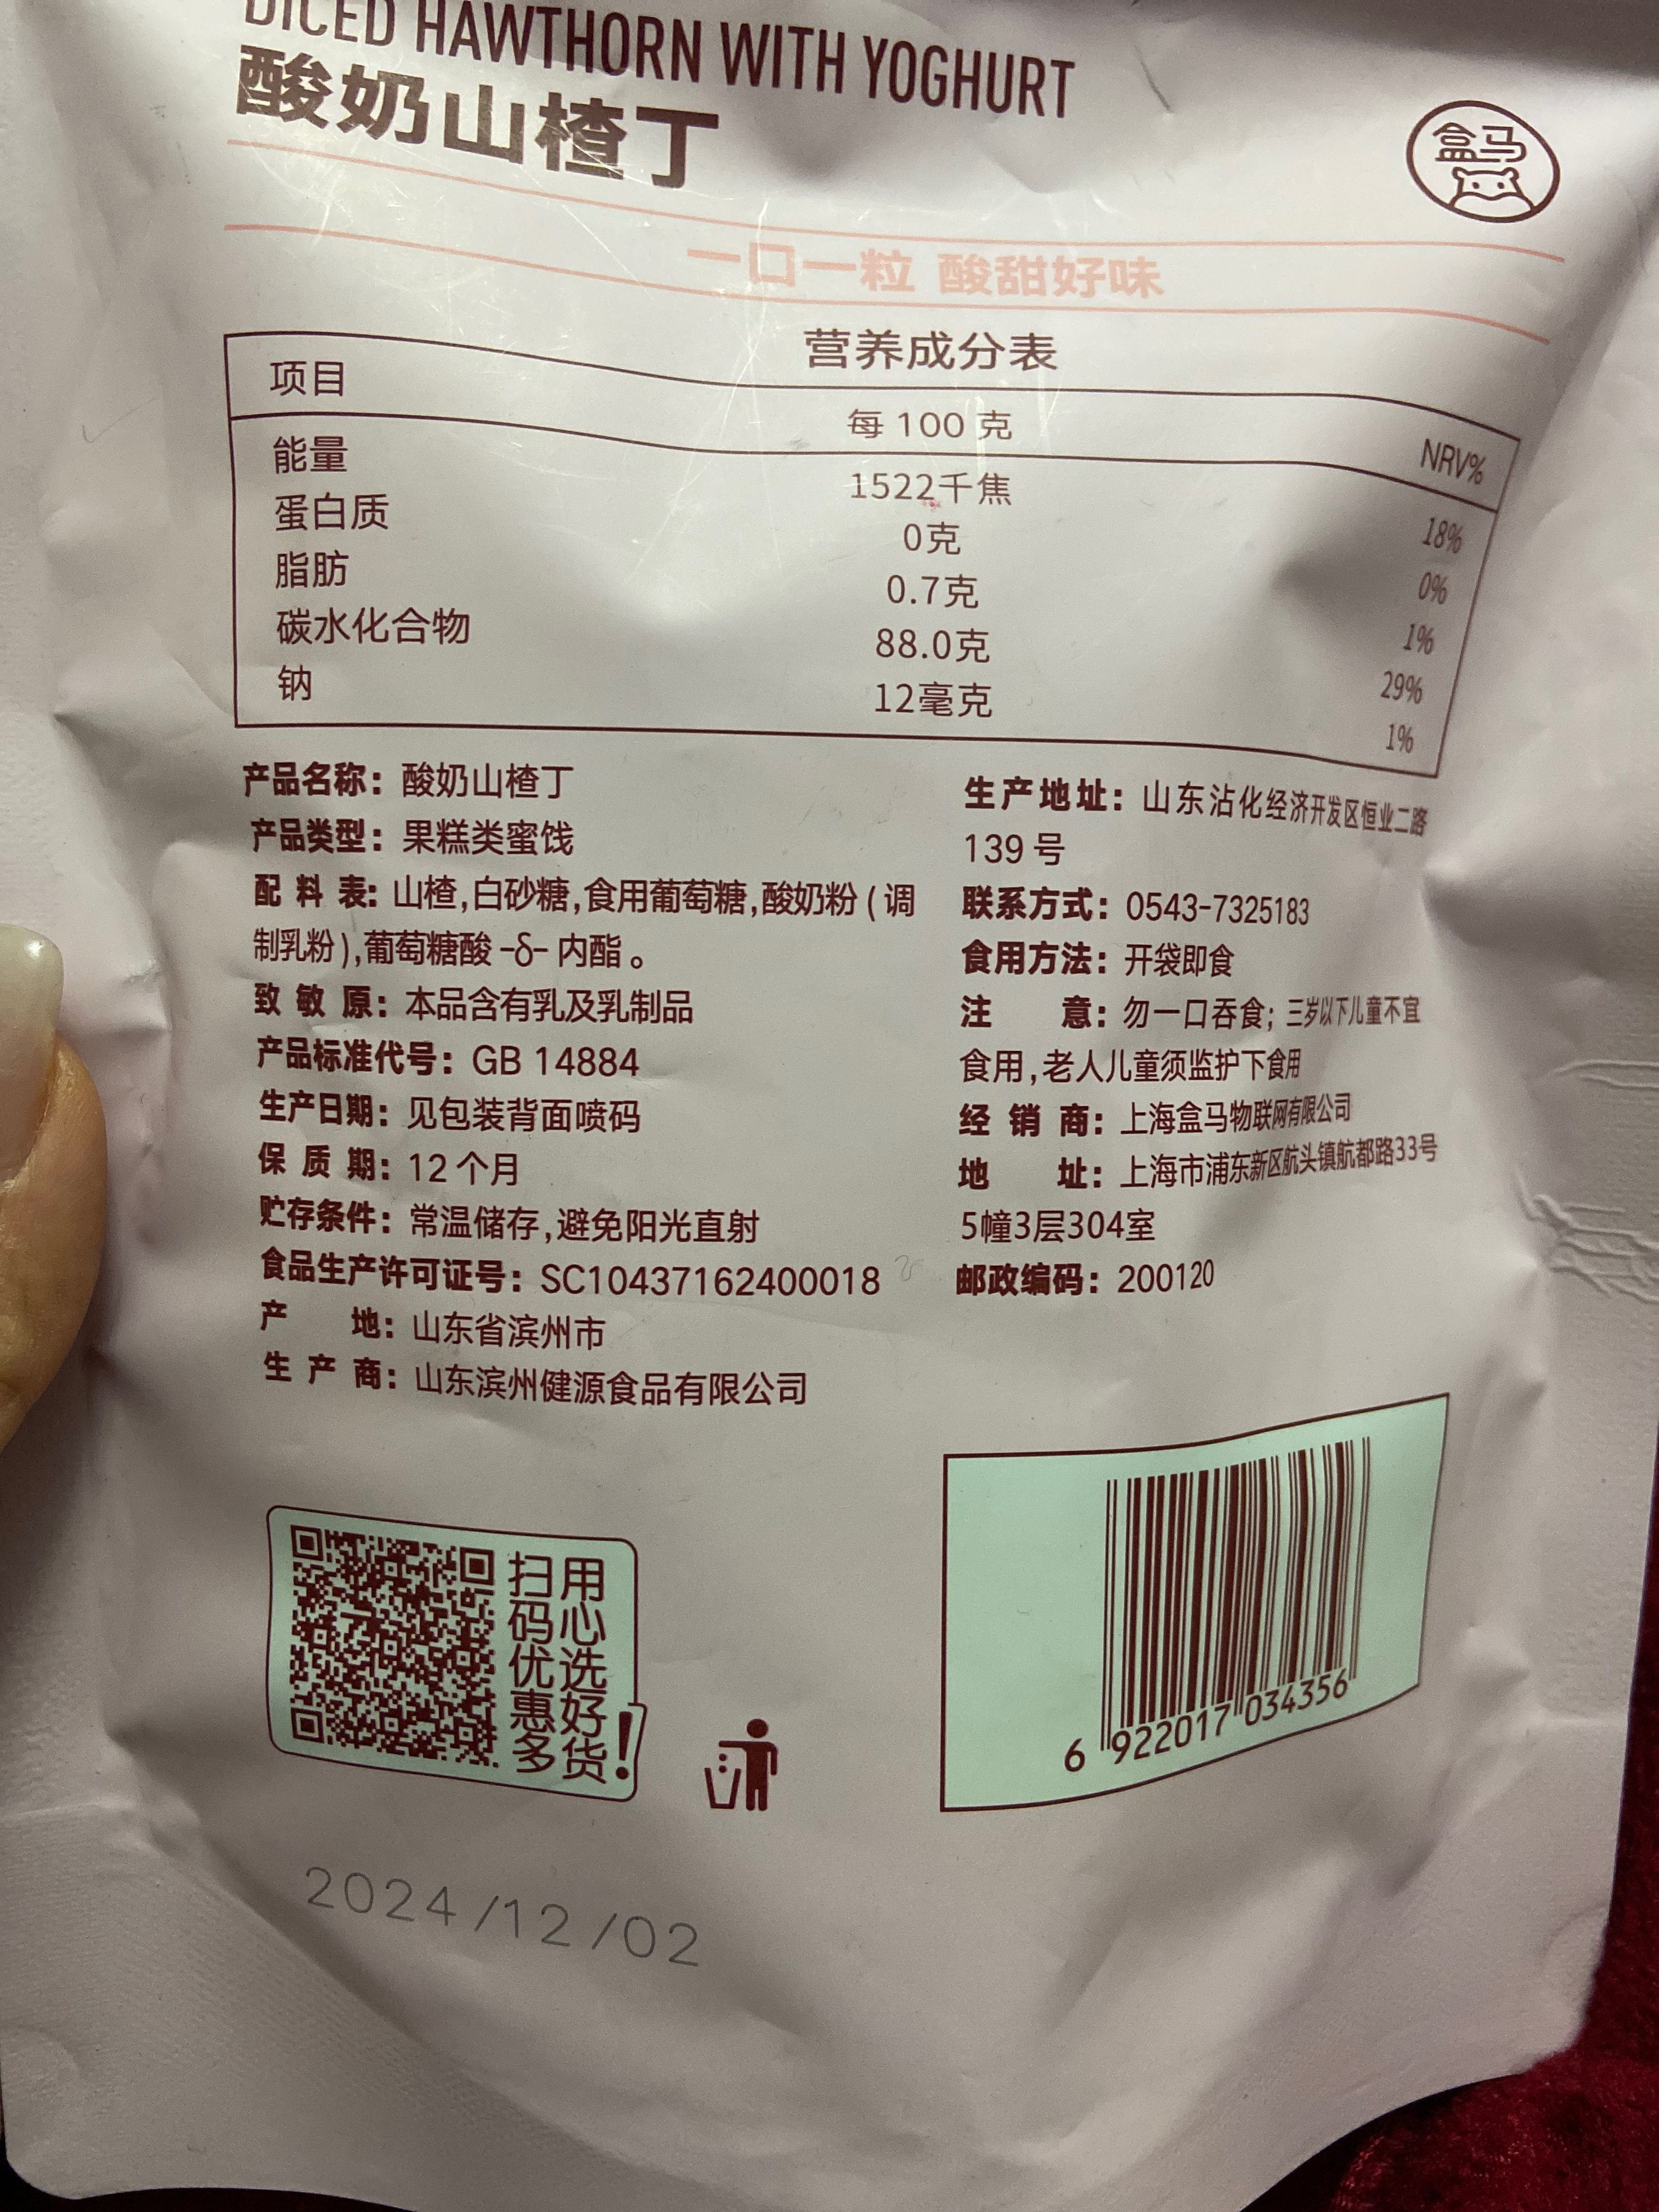 DICED HAWTHORN WITH YOGHURT
酸奶山楂丁
盒马
一口一粒 酸甜好味
营养成分表
项目 每 100 克 NRV%
能量 1522千焦 18%
蛋白质 0克 0%
脂肪 0.7克 1%
碳水化合物 88.0克 29%
钠 12毫克 1%
产品名称：酸奶山楂丁
产品类型：果糕类蜜饯
配 料 表：山楂,白砂糖,食用葡萄糖,酸奶粉（调
制乳粉）,葡萄糖酸 -δ- 内酯。
致 敏 原：本品含有乳及乳制品
产品标准代号：GB 14884
生产日期：见包装背面喷码
保 质 期：12 个月
贮存条件：常温储存,避免阳光直射
食品生产许可证号：SC10437162400018
产 地：山东省滨州市
生 产 商：山东滨州健源食品有限公司
生产地址：山东沾化经济开发区恒业二路
139 号
联系方式：0543-7325183
食用方法：开袋即食
注 意：勿一口吞食；三岁以下儿童不宜
食用,老人儿童须监护下食用
经 销 商：上海盒马物联网有限公司
地 址：上海市浦东新区航头镇航都路33号
5幢3层304室
邮政编码：200120
用心选好货
扫码优惠多！
6 922017 034356
2024/12/02